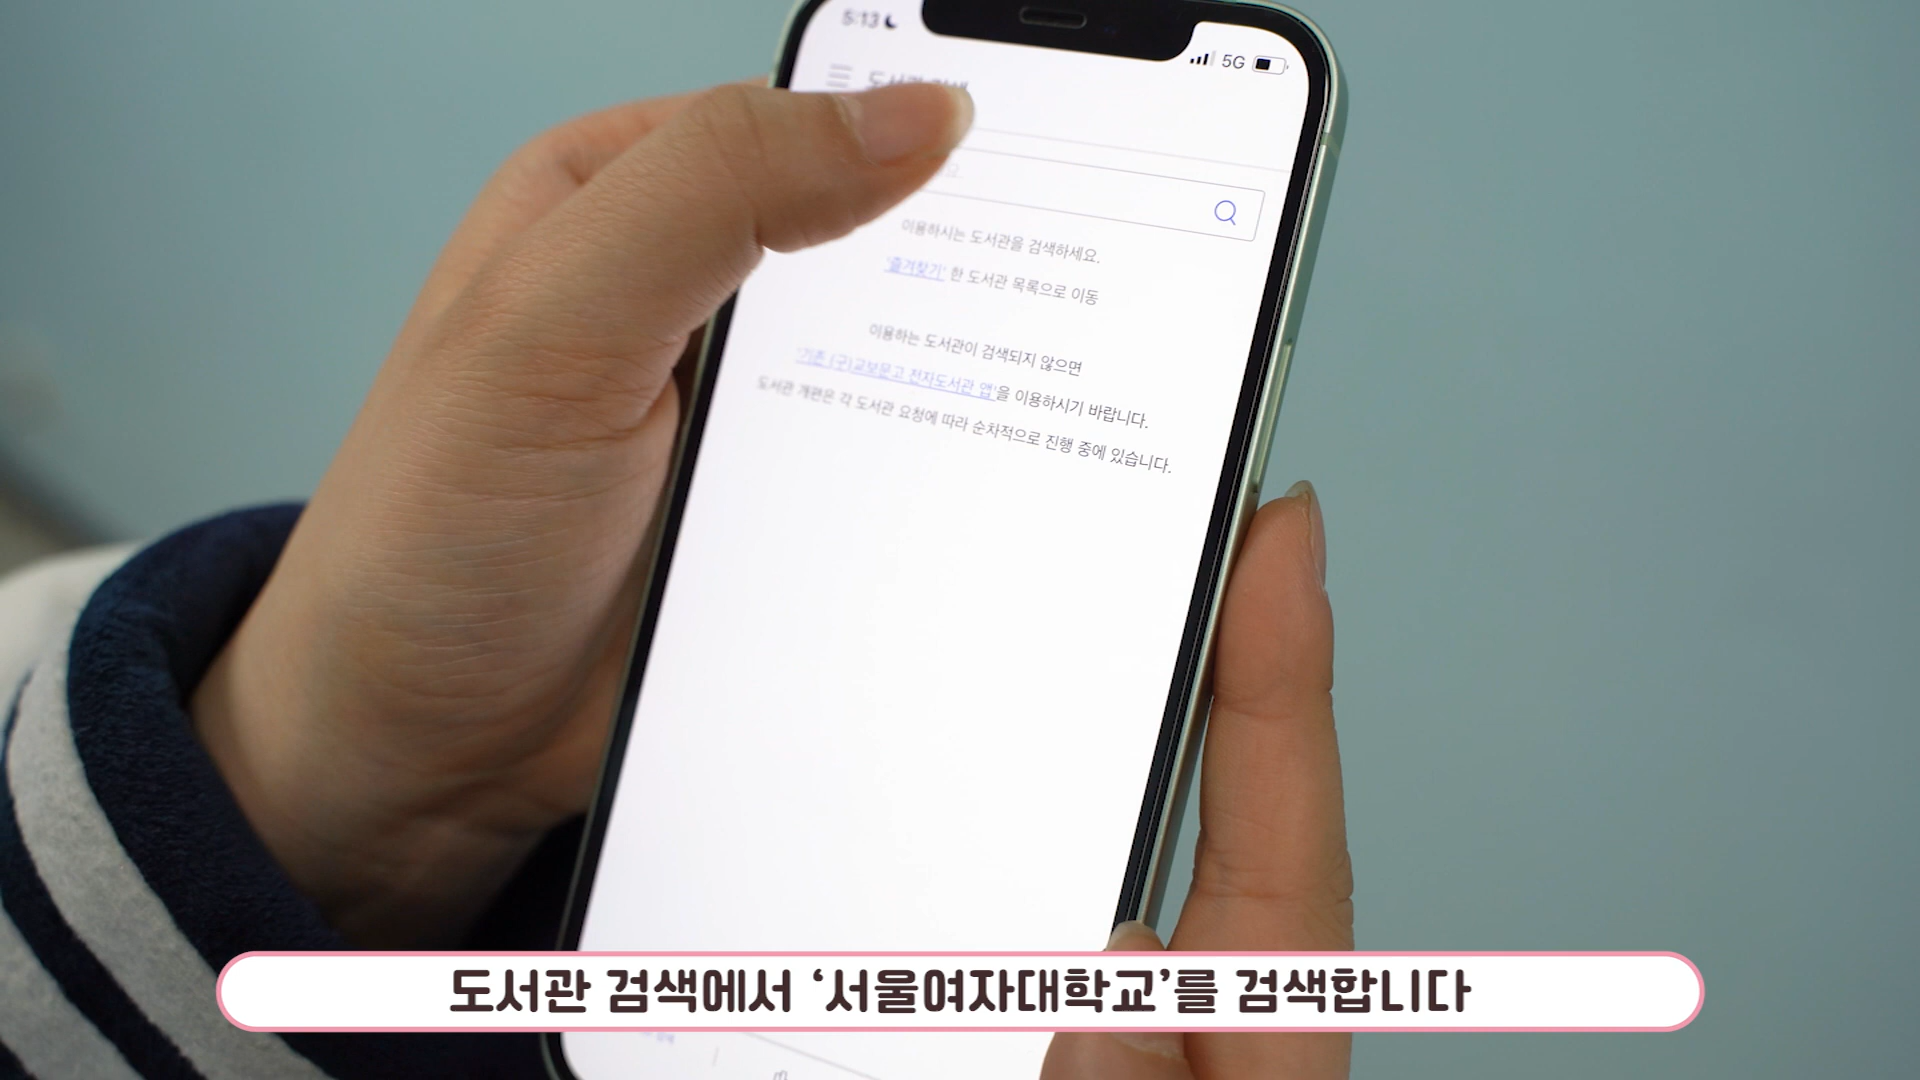 5:13
5G
도서관 검색
이용하시는 도서관을 검색하세요.
'즐겨찾기' 한 도서관 목록으로 이동
이용하는 도서관이 검색되지 않으면
'기존 (구)교보문고 전자도서관 앱'을 이용하시기 바랍니다.
도서관 개편은 각 도서관 요청에 따라 순차적으로 진행 중에 있습니다.
도서관 검색에서 ‘서울여자대학교’를 검색합니다